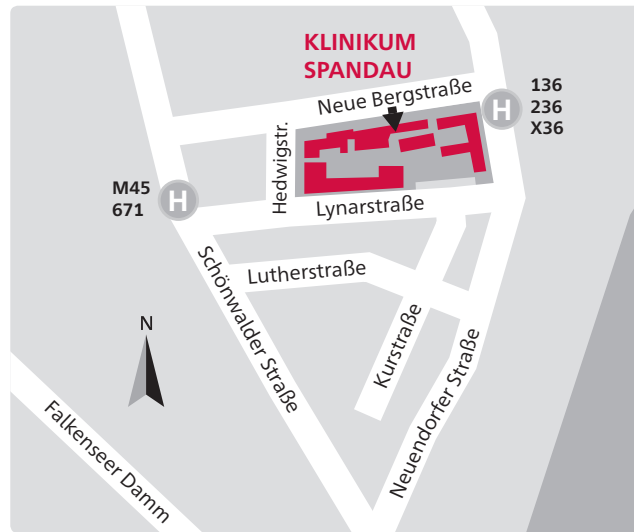 KLINIKUM
SPANDAU
Neue Bergstraße
136
236
X36
H
Hedwigstr.
M45
671
H
Lynarstraße
Schönwalder Straße
Lutherstraße
Kurstraße
Neuendorfer Straße
N
Falkenseer Damm